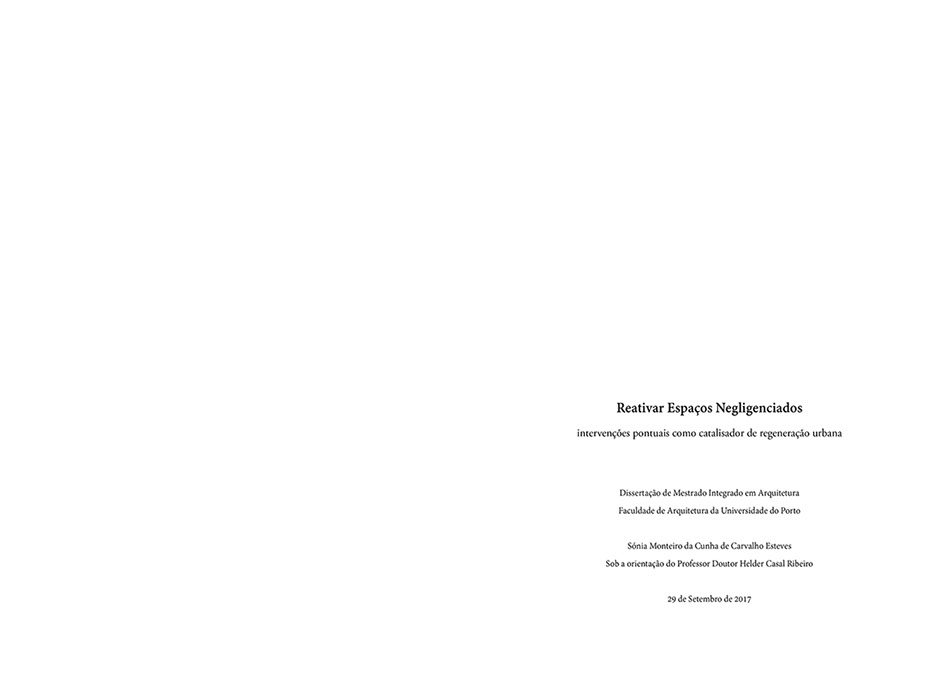 Reativar Espaços Negligenciados
intervenções pontuais como catalisador de regeneração urbana
Dissertação de Mestrado Integrado em Arquitetura
Faculdade de Arquitetura da Universidade do Porto
Sónia Monteiro da Cunha de Carvalho Esteves
Sob a orientação do Professor Doutor Helder Casal Ribeiro
29 de Setembro de 2017